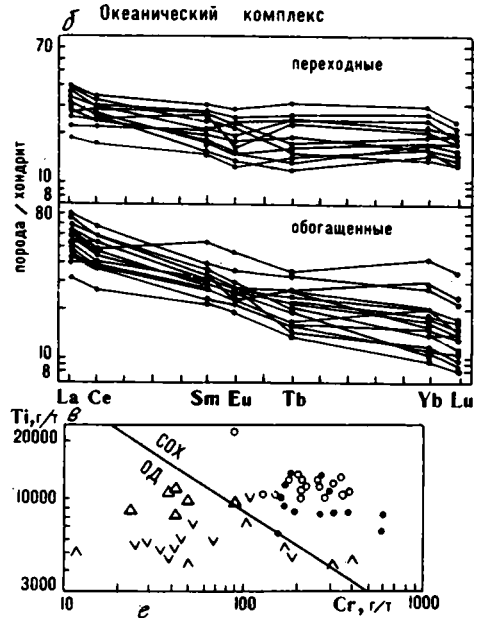 б Океанический комплекс
70
переходные
10
8
80
обогащенные
10
8
порода / хондрит
La Ce Sm Eu Tb Yb Lu
Ti, г/т в
20000
СОХ
ОД
10000
3000
10 100 1000
е Cr, г/т